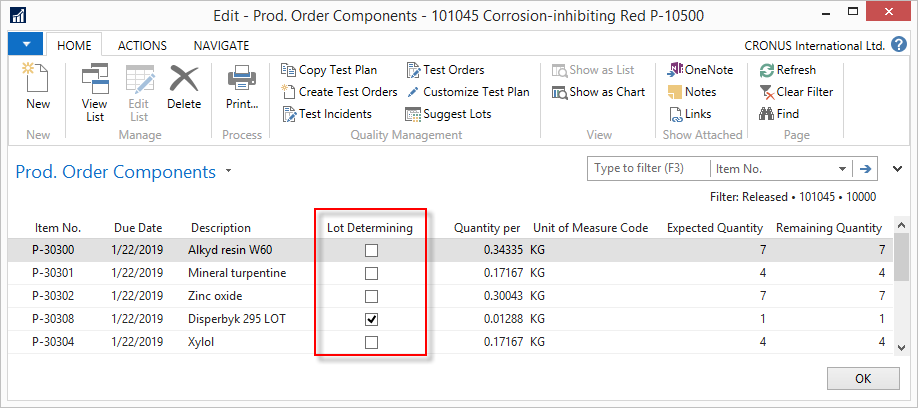 Edit - Prod. Order Components - 101045 Corrosion-inhibiting Red P-10500
HOME ACTIONS NAVIGATE CRONUS International Ltd. ?
New View List Edit List Delete Print... Copy Test Plan Test Orders Show as List OneNote Refresh
Create Test Orders Customize Test Plan Show as Chart Notes Clear Filter
Test Incidents Suggest Lots Links Find
New Manage Process Quality Management View Show Attached Page
Prod. Order Components Type to filter (F3) Item No.
Filter: Released • 101045 • 10000
Item No. Due Date Description Lot Determining Quantity per Unit of Measure Code Expected Quantity Remaining Quantity
P-30300 1/22/2019 Alkyd resin W60 0.34335 KG 7 7
P-30301 1/22/2019 Mineral turpentine 0.17167 KG 4 4
P-30302 1/22/2019 Zinc oxide 0.30043 KG 7 7
P-30308 1/22/2019 Disperbyk 295 LOT 0.01288 KG 1 1
P-30304 1/22/2019 Xylol 0.17167 KG 4 4
OK